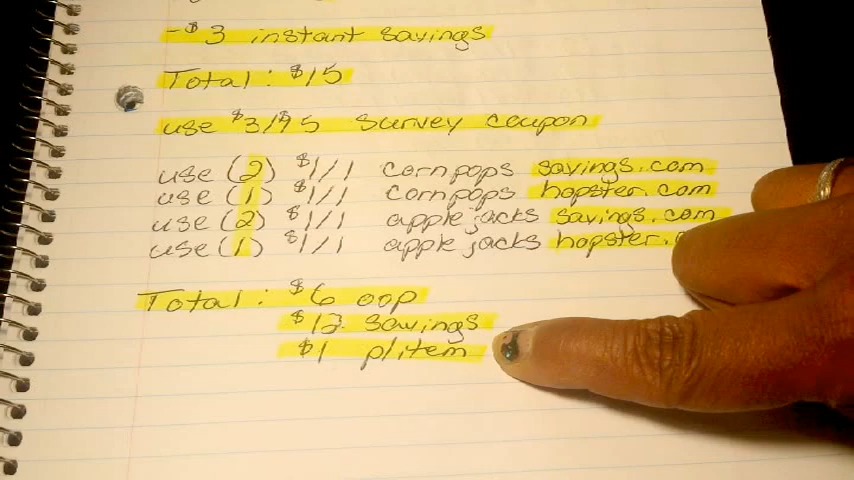 -$3 instant savings
Total: $15
use $3/$15 survey coupon
use (2) $1/1 cornpops savings.com
use (1) $1/1 cornpops hopster.com
use (2) $1/1 apple jacks savings.com
use (1) $1/1 apple jacks hopster.
Total: $6 oop
$12 savings
$1 p/item